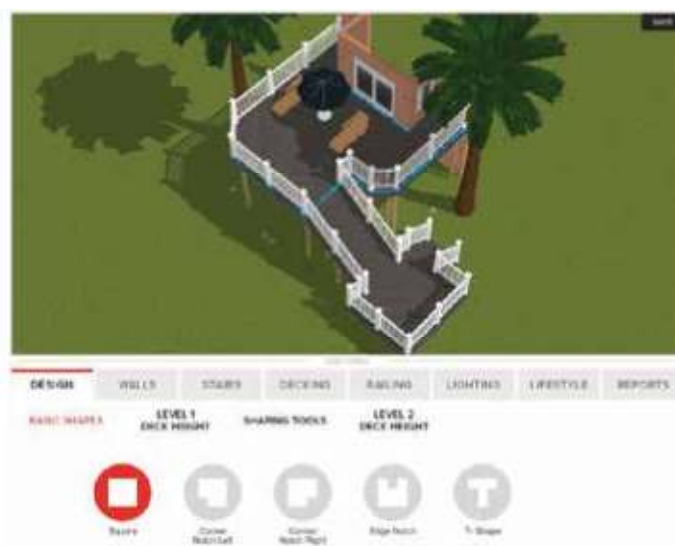 DESIGN WALLS STAIRS DECKING RAILING LIGHTING LIFESTYLE REPORTS
BASIC SHAPES LEVEL 1 DECK HEIGHT SHAPING TOOLS LEVEL 2 DECK HEIGHT
Square Corner Notch Left Corner Notch Right Edge Notch T-Shape